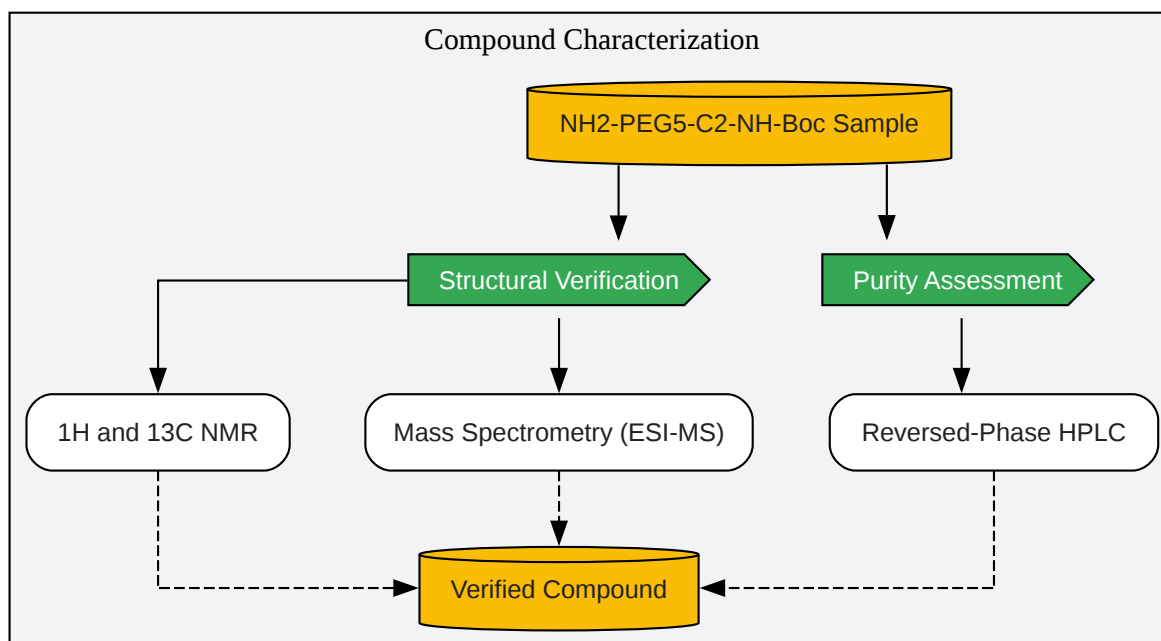 Compound Characterization
NH2-PEG5-C2-NH-Boc Sample
Structural Verification
Purity Assessment
1H and 13C NMR
Mass Spectrometry (ESI-MS)
Reversed-Phase HPLC
Verified Compound